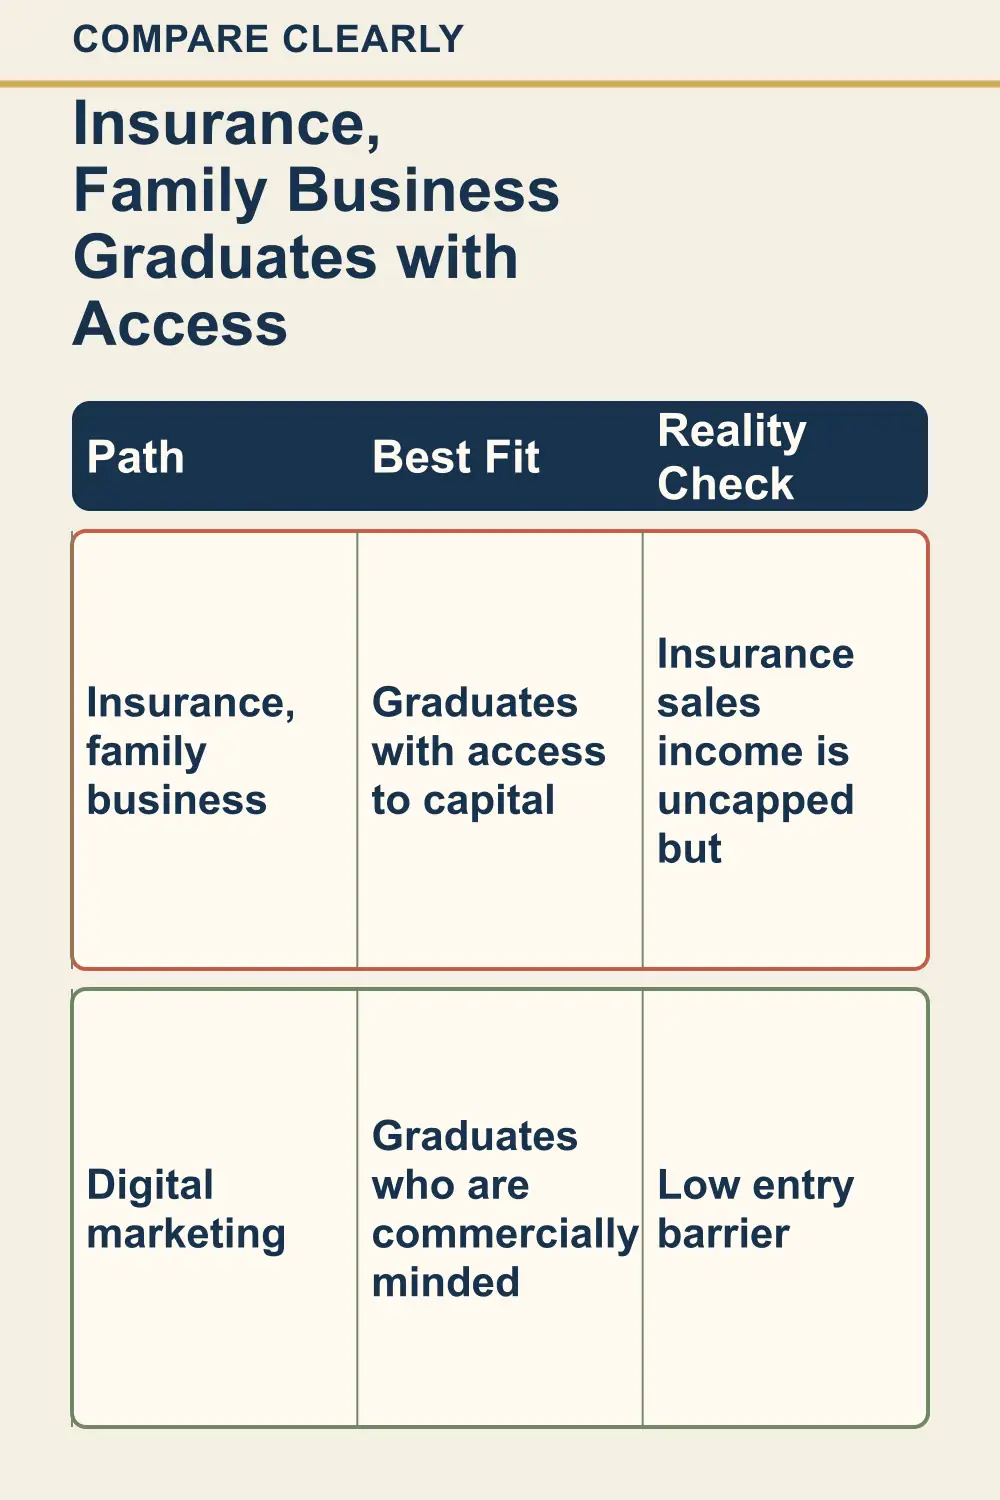 COMPARE CLEARLY
Insurance,
Family Business
Graduates with
Access
Path
Best Fit
Reality
Check
Insurance,
family
business
Graduates
with access
to capital
Insurance
sales
income is
uncapped
but
Digital
marketing
Graduates
who are
commercially
minded
Low entry
barrier